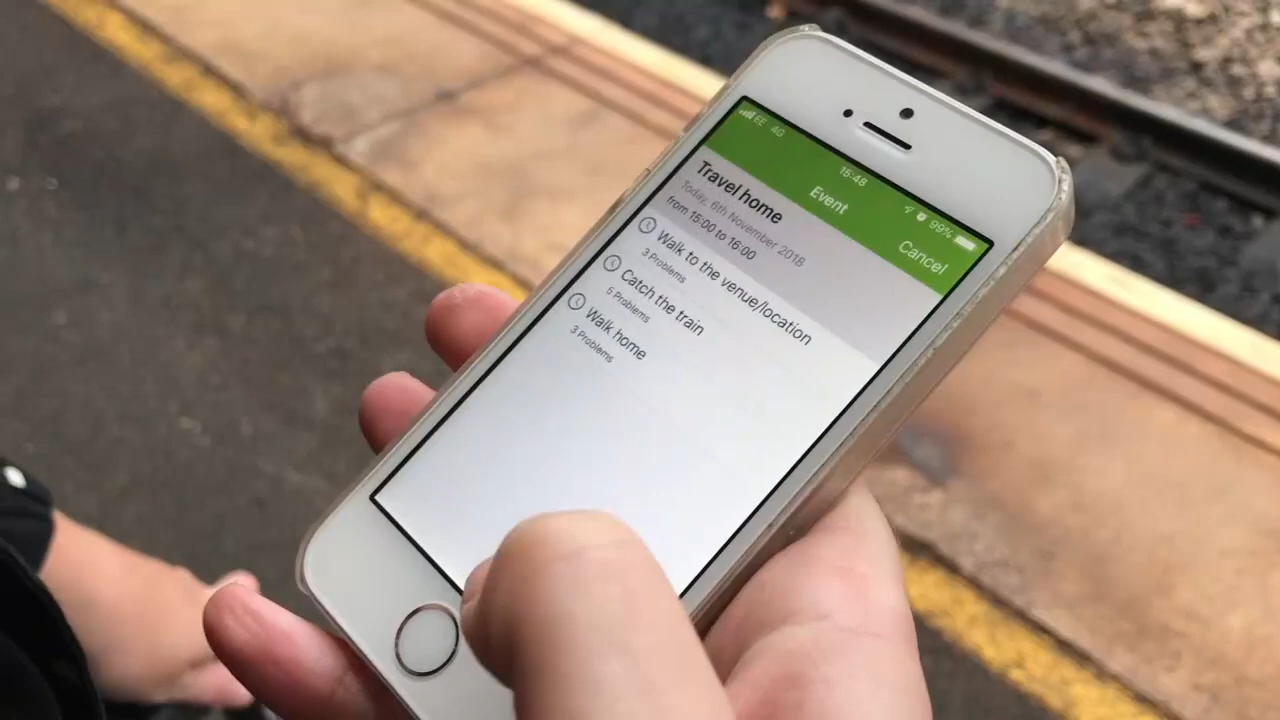 EE 4G 15:48 99%
Event
Cancel
Travel home
Today, 6th November 2018
from 15:00 to 16:00
Walk to the venue/location
3 Problems
Catch the train
5 Problems
Walk home
3 Problems